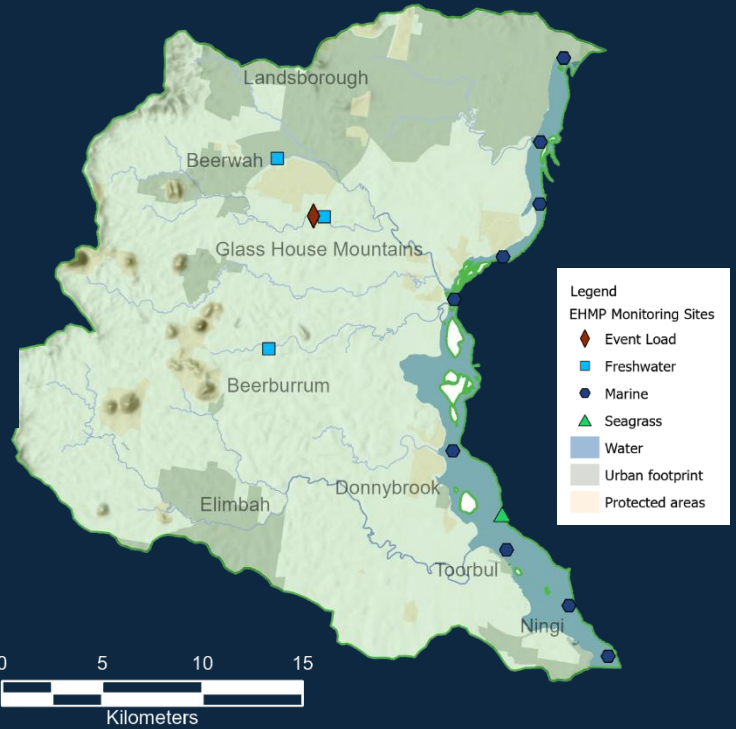 Landsborough
Beerwah
Glass House Mountains
Beerburrum
Donnybrook
Elimbah
Toorbul
Ningi
Legend
EHMP Monitoring Sites
Event Load
Freshwater
Marine
Seagrass
Water
Urban footprint
Protected areas
0 5 10 15
Kilometers